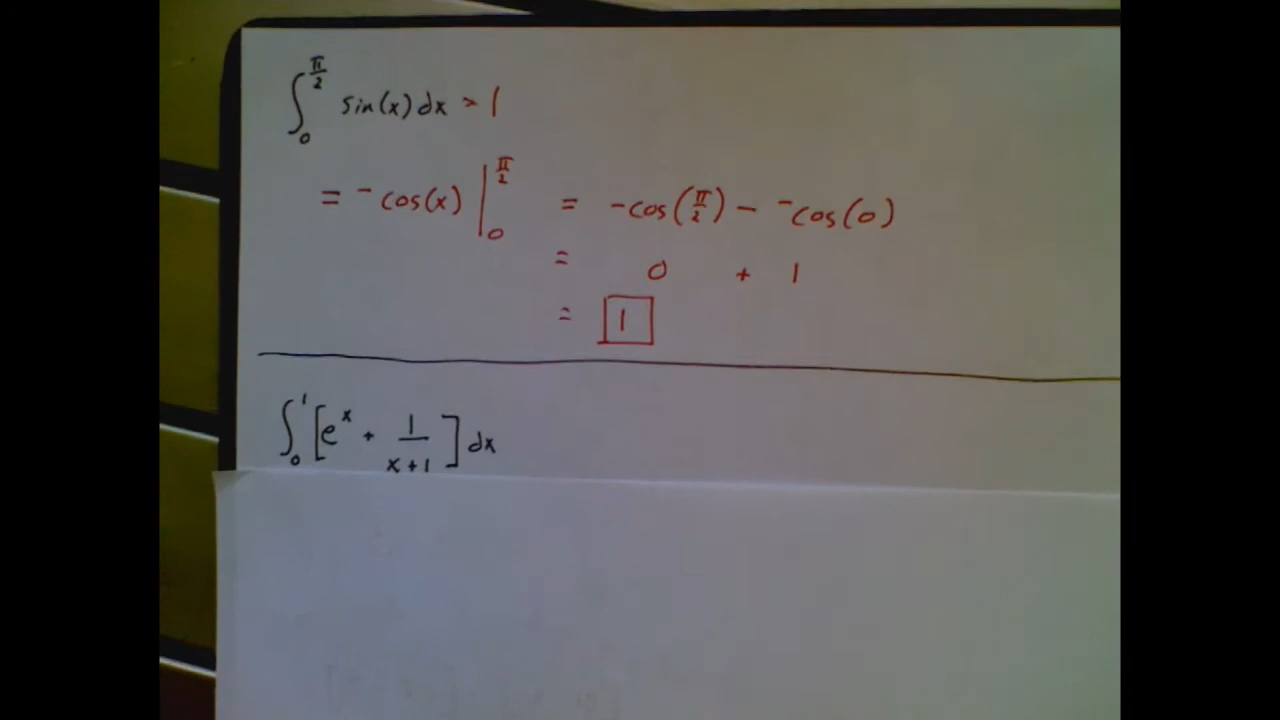 ∫₀^(π/2) sin(x) dx = 1
= ⁻cos(x) |₀^(π/2) = -cos(π/2) - ⁻cos(0)
= 0 + 1
= 1
∫₀¹ [eˣ + 1/(x+1)] dx